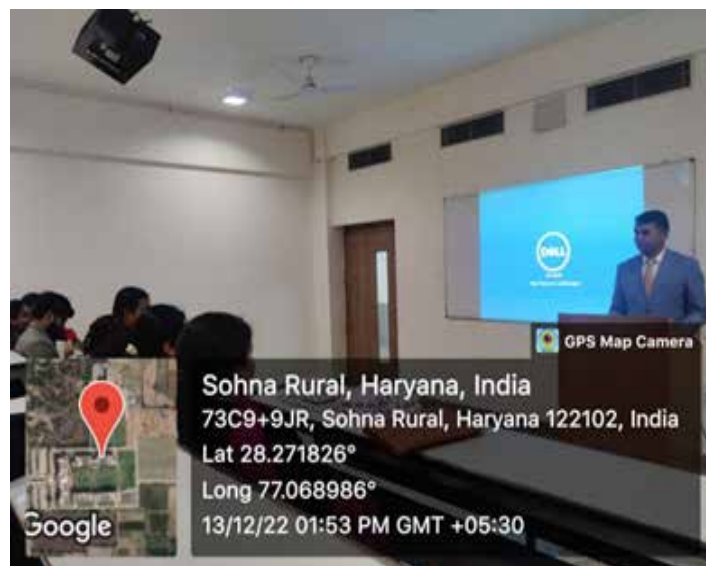 DELL
GPS Map Camera
Sohna Rural, Haryana, India
73C9+9JR, Sohna Rural, Haryana 122102, India
Lat 28.271826°
Long 77.068986°
13/12/22 01:53 PM GMT +05:30
Google